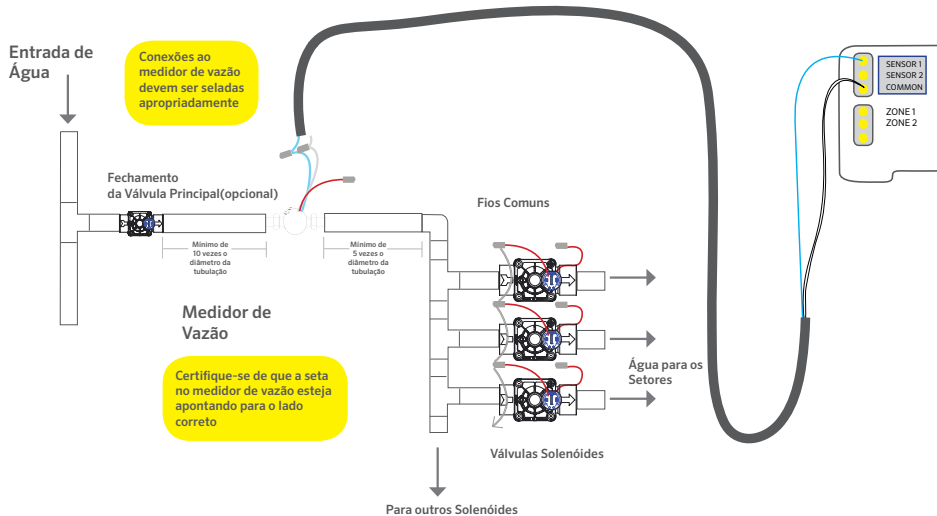 Entrada de
Água
Conexões ao
medidor de vazão
devem ser seladas
apropriadamente
SENSOR 1
SENSOR 2
COMMON
ZONE 1
ZONE 2
Fechamento
da Válvula Principal(opcional)
Fios Comuns
Mínimo de
10 vezes o
diâmetro da
tubulação
Mínimo de
5 vezes o
diâmetro da
tubulação
Medidor de
Vazão
Certifique-se de que a seta
no medidor de vazão esteja
apontando para o lado
correto
Água para os
Setores
Válvulas Solenóides
Para outros Solenóides